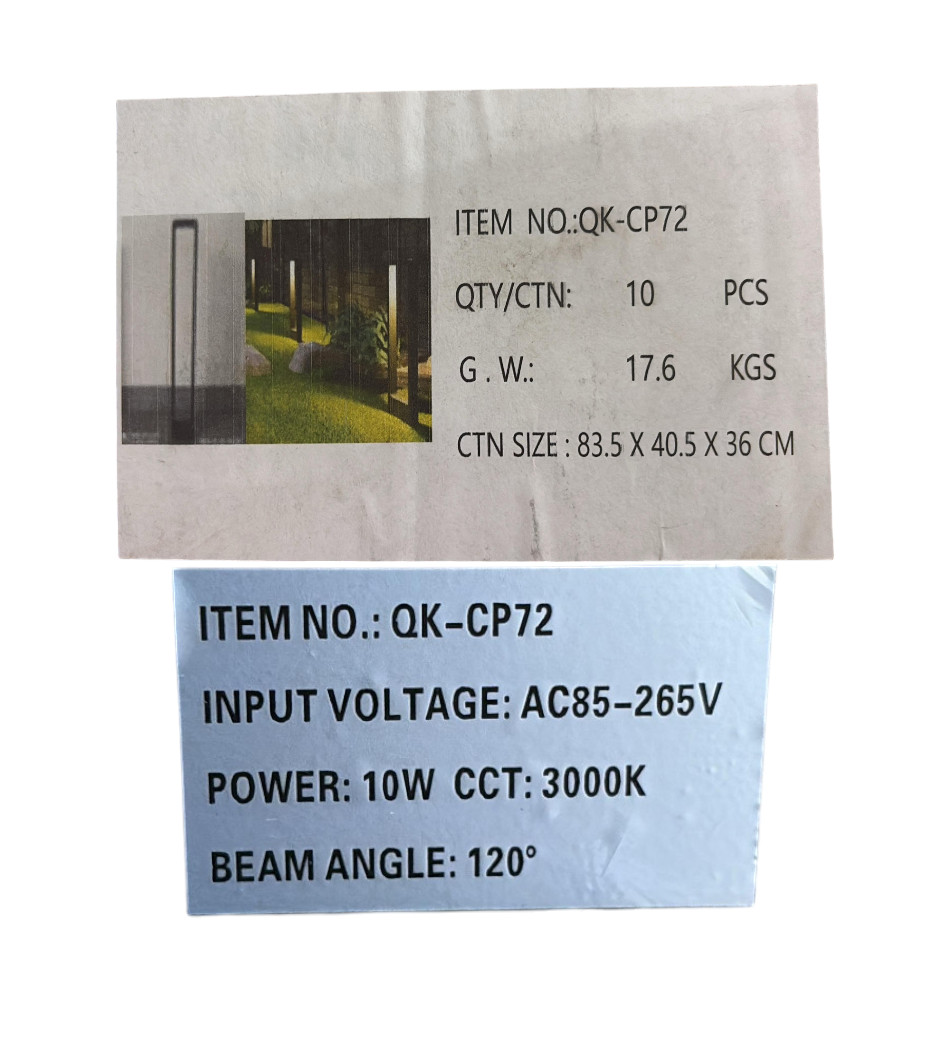 ITEM NO.:QK-CP72
QTY/CTN: 10 PCS
G . W.: 17.6 KGS
CTN SIZE : 83.5 X 40.5 X 36 CM
ITEM NO.: QK-CP72
INPUT VOLTAGE: AC85-265V
POWER: 10W CCT: 3000K
BEAM ANGLE: 120°